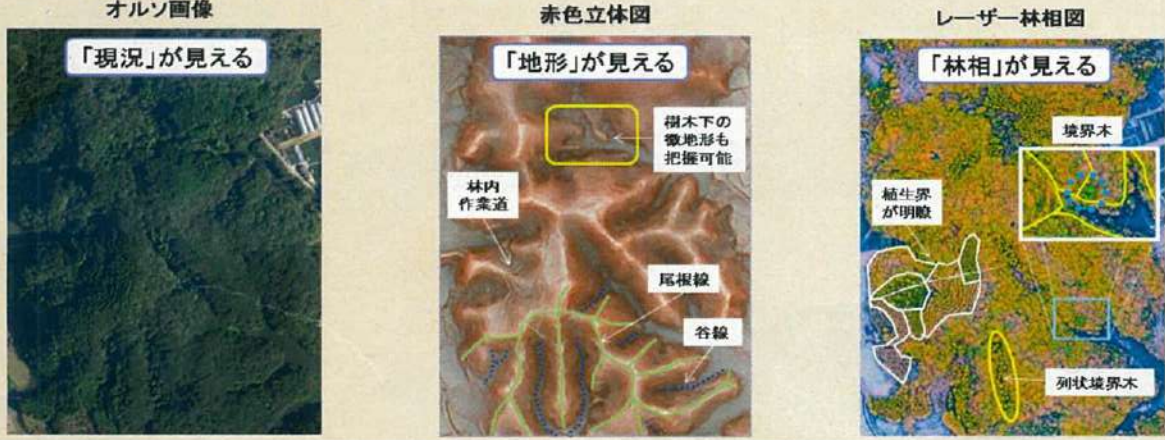 オルソ画像
「現況」が見える
赤色立体図
「地形」が見える
樹木下の
微地形も
把握可能
林内
作業道
尾根線
谷線
レーザー林相図
「林相」が見える
境界木
植生界
が明瞭
列状境界木